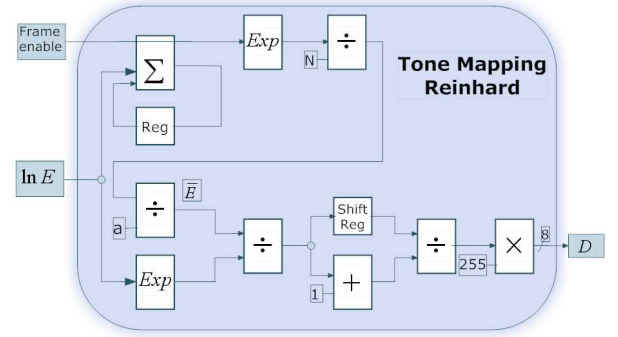 Frame
enable
Exp
÷
N
Σ
Tone Mapping
Reinhard
Reg
ln E
÷
E̅
a
Shift
Reg
÷
÷
×
8
D
255
Exp
+
1